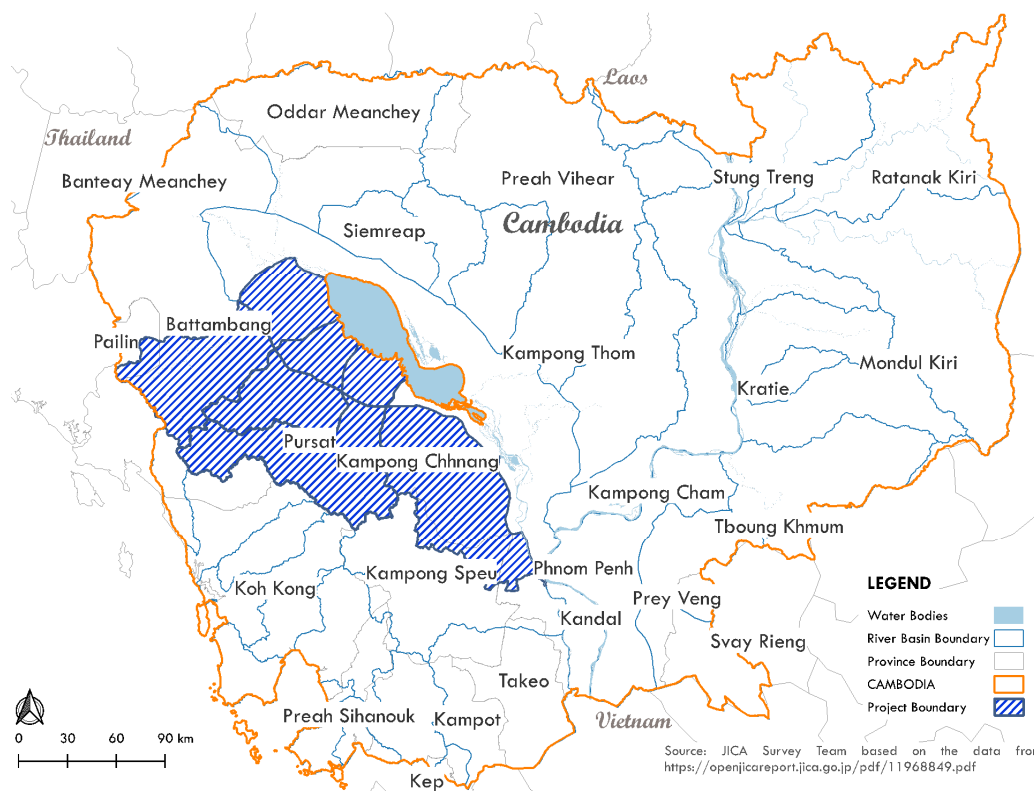 Laos
Oddar Meanchey
Thailand
Banteay Meanchey
Preah Vihear
Stung Treng
Ratanak Kiri
Cambodia
Siemreap
Battambang
Pailin
Kampong Thom
Mondul Kiri
Kratie
Pursat
Kampong Chhnang
Kampong Cham
Tboung Khmum
Kampong Speu
Phnom Penh
Koh Kong
Prey Veng
Kandal
Svay Rieng
Takeo
Preah Sihanouk
Kampot
Vietnam
Kep
LEGEND
Water Bodies
River Basin Boundary
Province Boundary
CAMBODIA
Project Boundary
0 30 60 90 km
Source: JICA Survey Team based on the data from
https://openjicareport.jica.go.jp/pdf/11968849.pdf